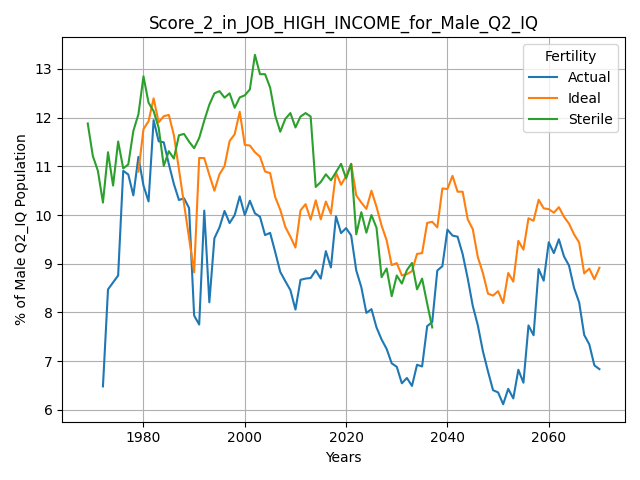 Score_2_in_JOB_HIGH_INCOME_for_Male_Q2_IQ
Fertility
Actual
Ideal
Sterile
% of Male Q2_IQ Population
13
12
11
10
9
8
7
6
1980 2000 2020 2040 2060
Years